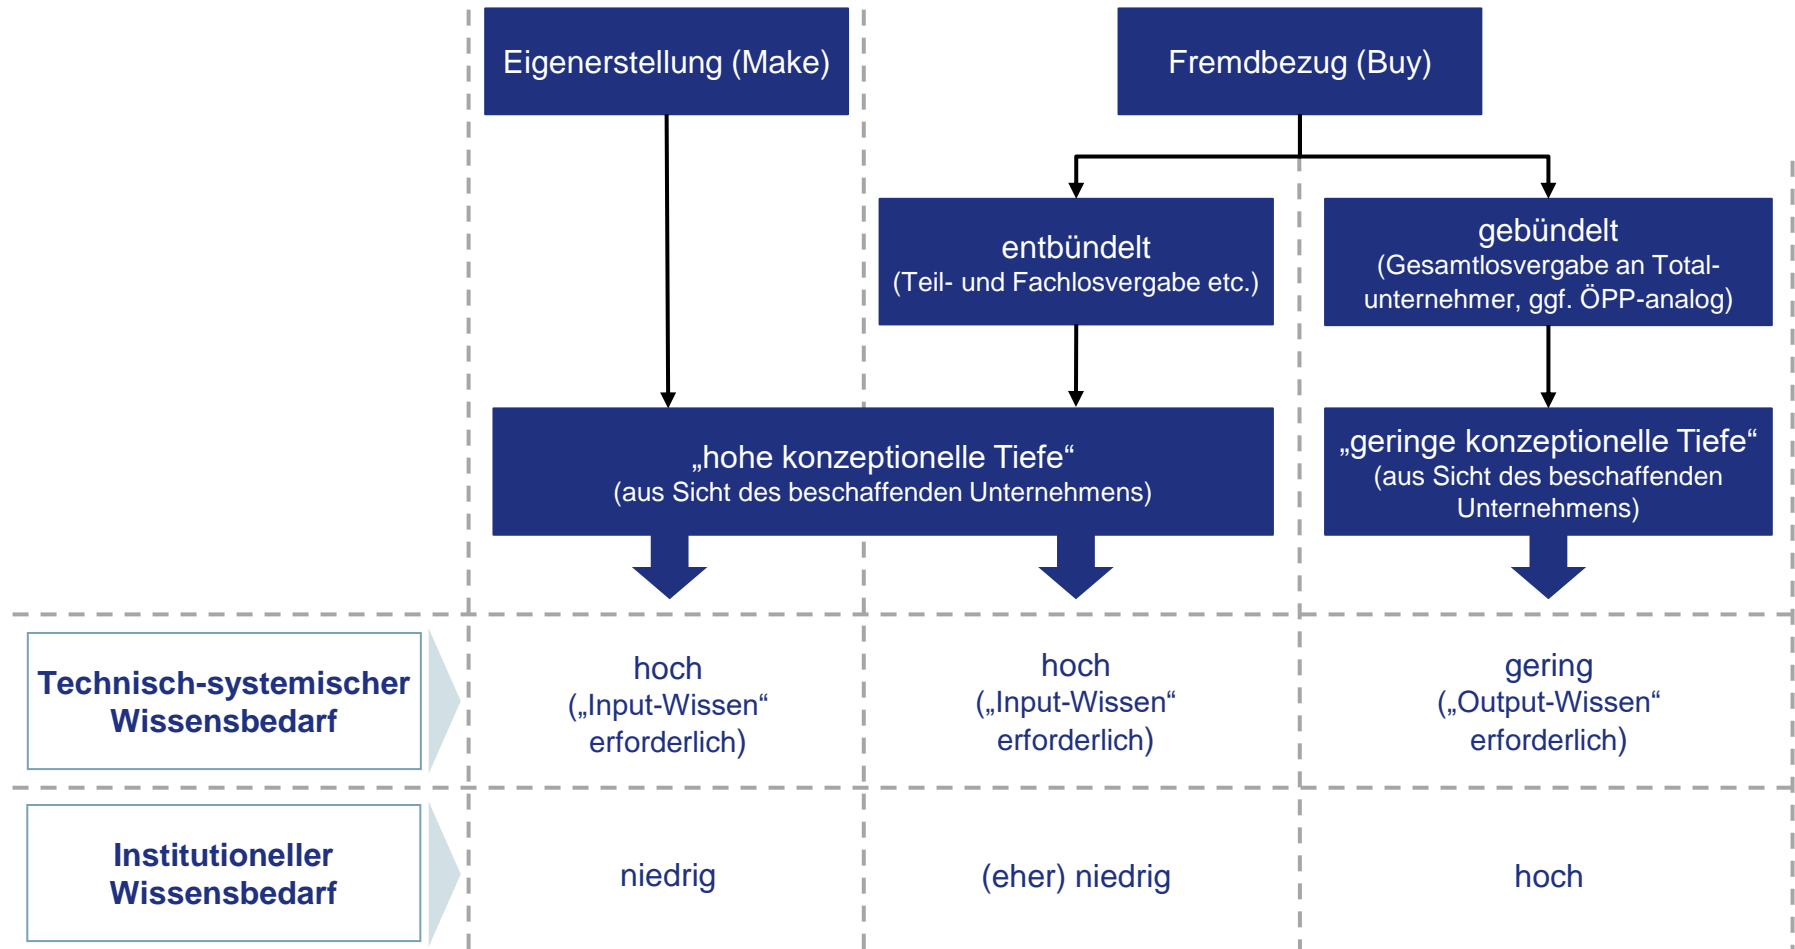 Eigenerstellung (Make)
Fremdbezug (Buy)
entbündelt
(Teil- und Fachlosvergabe etc.)
gebündelt
(Gesamtlosvergabe an Total-
unternehmer, ggf. ÖPP-analog)
„hohe konzeptionelle Tiefe“
(aus Sicht des beschaffenden Unternehmens)
„geringe konzeptionelle Tiefe“
(aus Sicht des beschaffenden
Unternehmens)
Technisch-systemischer
Wissensbedarf
hoch
(„Input-Wissen“
erforderlich)
hoch
(„Input-Wissen“
erforderlich)
gering
(„Output-Wissen“
erforderlich)
Institutioneller
Wissensbedarf
niedrig
(eher) niedrig
hoch